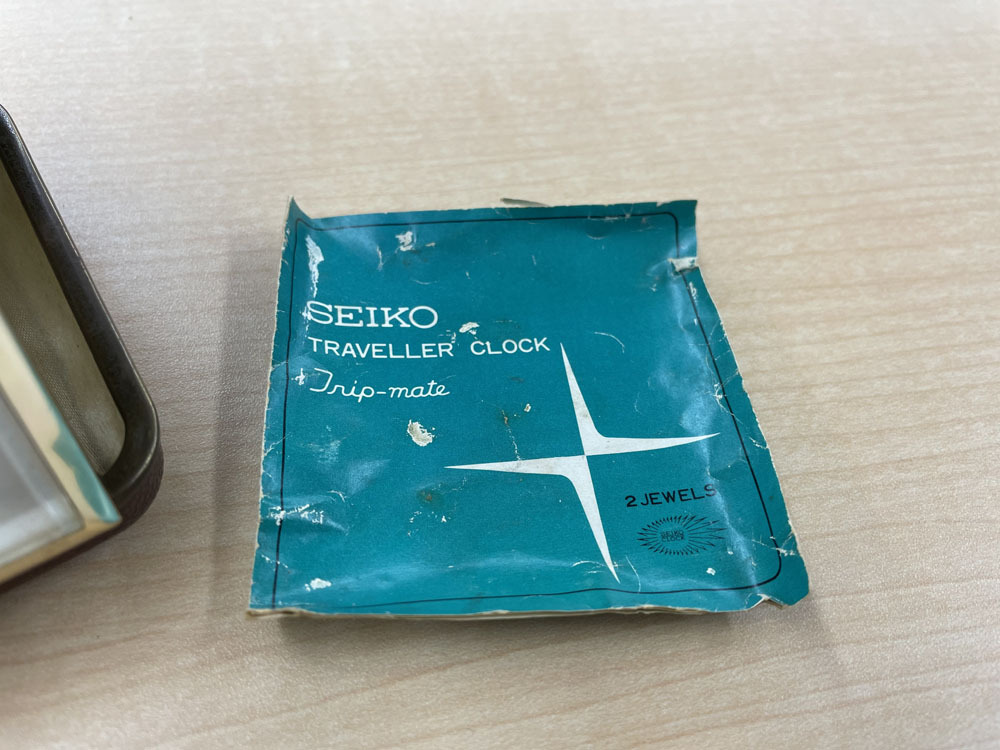 SEIKO
TRAVELLER CLOCK
Trip-mate
2 JEWELS